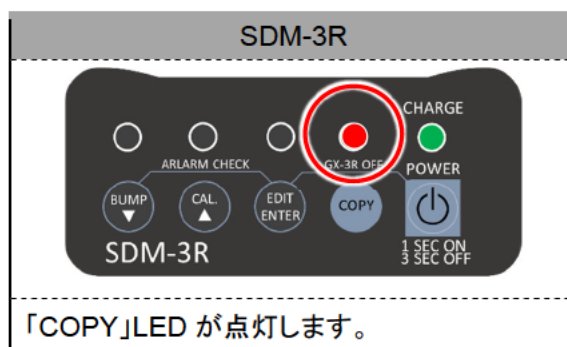 SDM-3R
CHARGE
ARLARM CHECK
GX-3R OFF
POWER
BUMP
▼
CAL.
▲
EDIT
ENTER
COPY
SDM-3R
1 SEC ON
3 SEC OFF
「COPY」LED が点灯します。